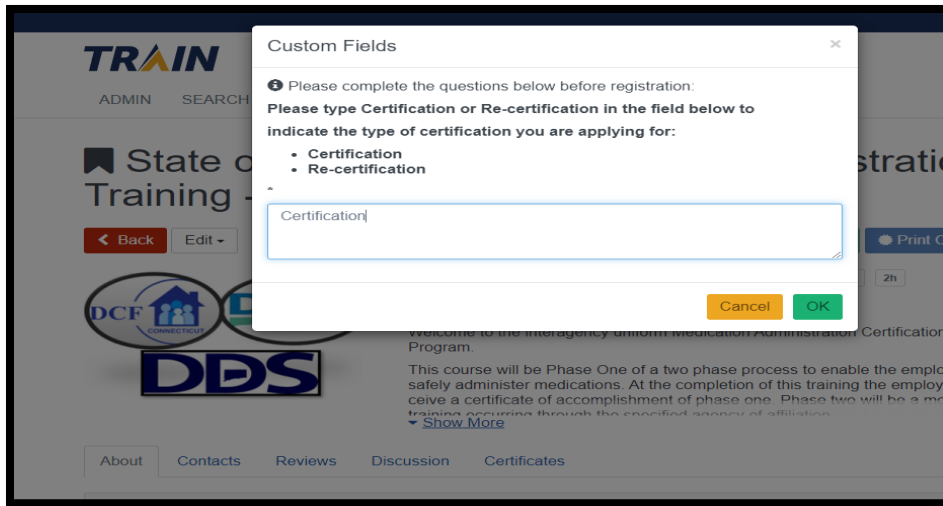 TRAIN
ADMIN SEARCH
Custom Fields ×
Please complete the questions below before registration:
Please type Certification or Re-certification in the field below to
indicate the type of certification you are applying for:
• Certification
• Re-certification
Certification
Cancel OK
State o strati
Training -
Back Edit Print C
2h
DCF
CONNECTICUT
DDS
Welcome to the interagency uniform Medication Administration Certification
Program.
This course will be Phase One of a two phase process to enable the emplo
safely administer medications. At the completion of this training the employ
ceive a certificate of accomplishment of phase one. Phase two will be a mo
training occurring through the specified agency of affiliation
Show More
About Contacts Reviews Discussion Certificates